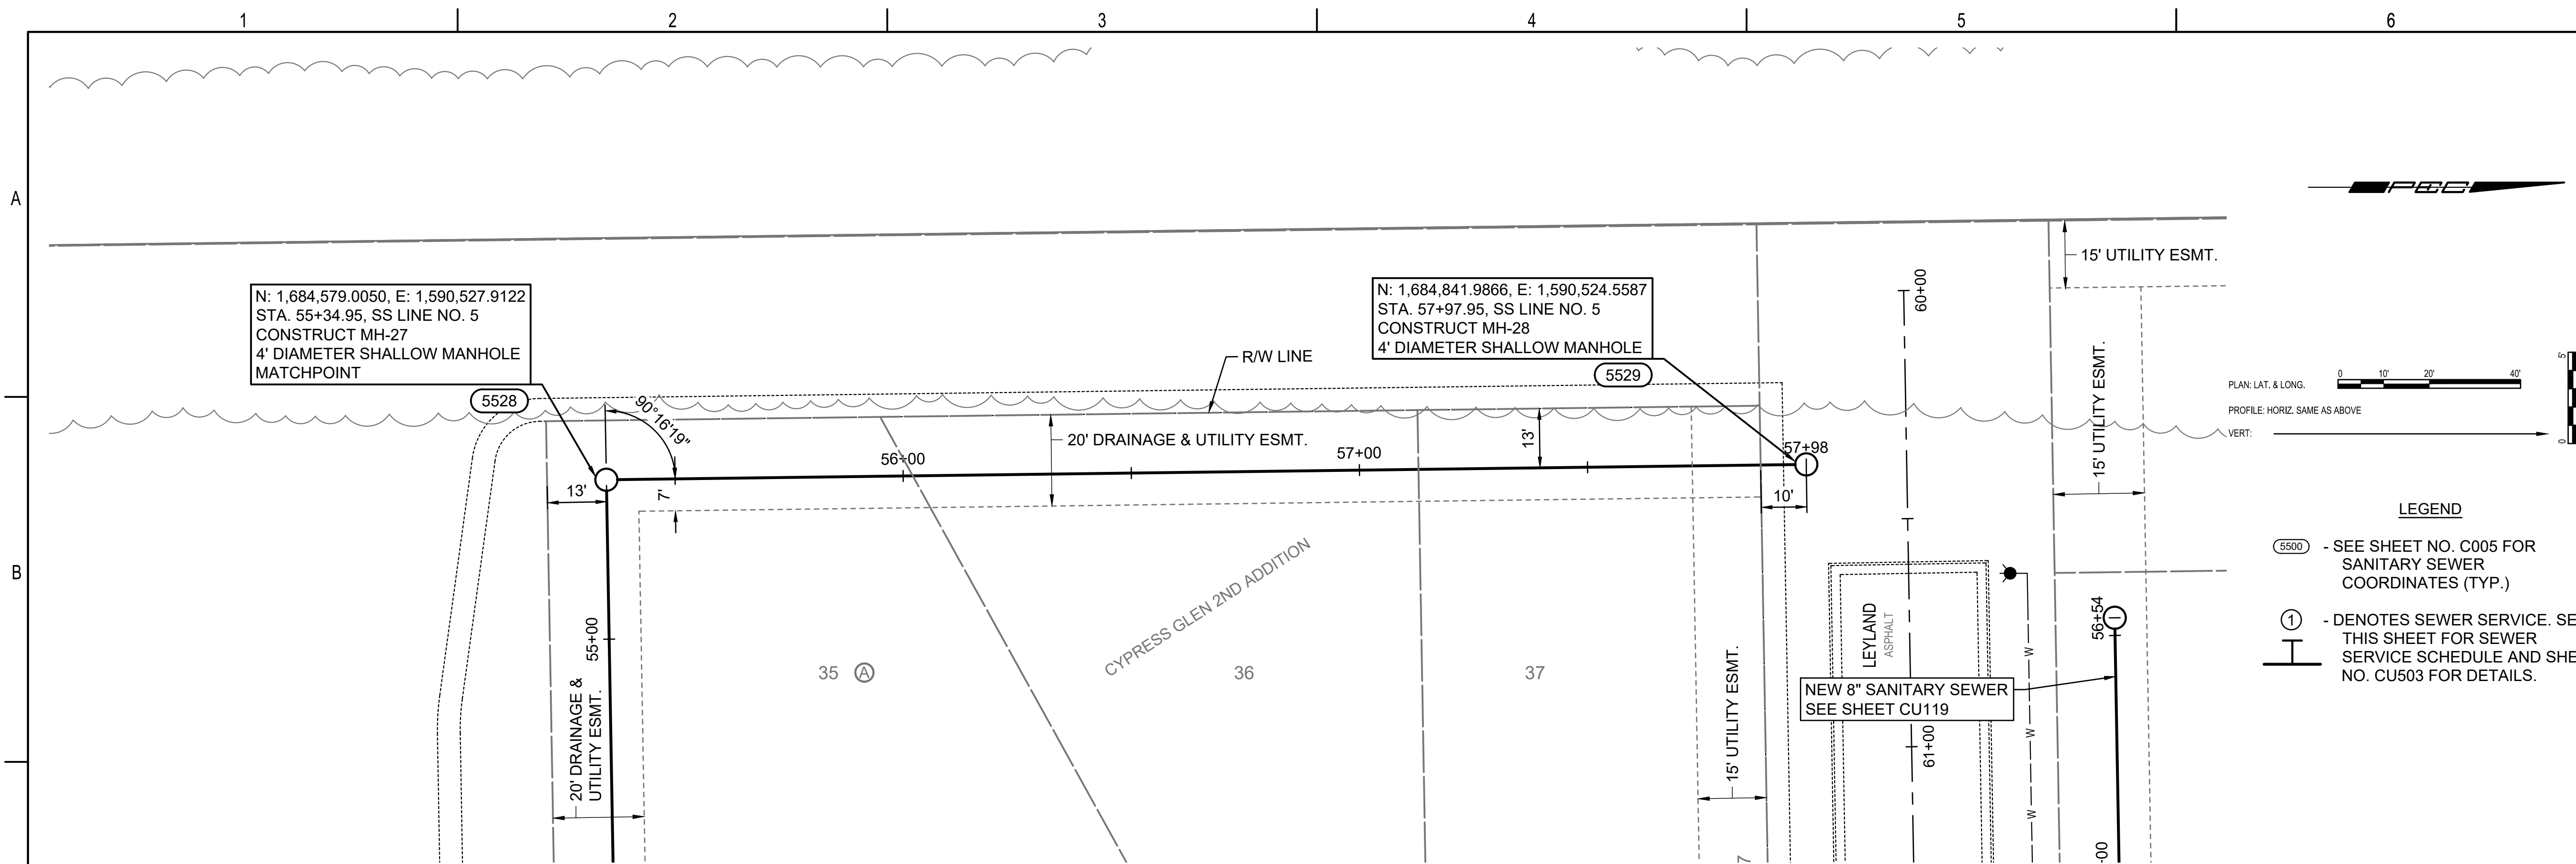 1
2
3
4
5
6
A
B
PEC
15' UTILITY ESMT.
N: 1,684,579.0050, E: 1,590,527.9122
STA. 55+34.95, SS LINE NO. 5
CONSTRUCT MH-27
4' DIAMETER SHALLOW MANHOLE
MATCHPOINT
5528
N: 1,684,841.9866, E: 1,590,524.5587
STA. 57+97.95, SS LINE NO. 5
CONSTRUCT MH-28
4' DIAMETER SHALLOW MANHOLE
5529
60+00
R/W LINE
90°16'19"
20' DRAINAGE & UTILITY ESMT.
13'
57+98
56+00
57+00
13'
7'
10'
15' UTILITY ESMT.
PLAN: LAT. & LONG.
0 10' 20' 40'
PROFILE: HORIZ. SAME AS ABOVE
VERT:
5
0
LEGEND
5500 - SEE SHEET NO. C005 FOR
SANITARY SEWER
COORDINATES (TYP.)
1 - DENOTES SEWER SERVICE. SE
THIS SHEET FOR SEWER
SERVICE SCHEDULE AND SHE
NO. CU503 FOR DETAILS.
CYPRESS GLEN 2ND ADDITION
55+00
35 A
36
37
20' DRAINAGE &
UTILITY ESMT.
15' UTILITY ESMT.
LEYLAND
ASPHALT
56+54
W
W
W
NEW 8" SANITARY SEWER
SEE SHEET CU119
61+00
7
-00